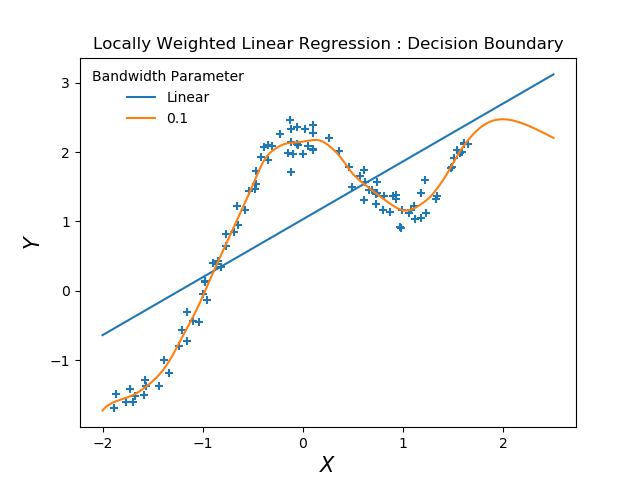 Locally Weighted Linear Regression : Decision Boundary
Bandwidth Parameter
Linear
0.1
3
2
1
0
−1
Y
−2
−1
0
1
2
X